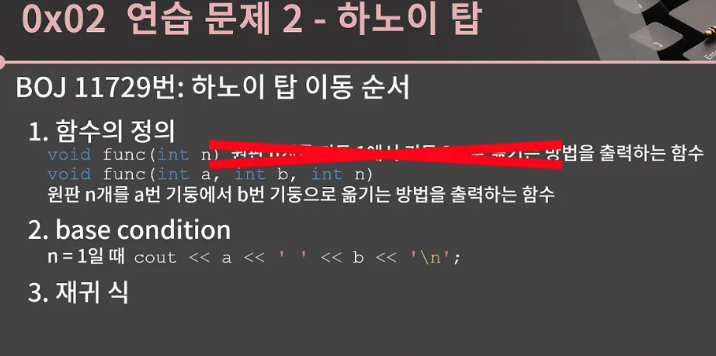 0x02 연습 문제 2 - 하노이 탑
BOJ 11729번: 하노이 탑 이동 순서
1. 함수의 정의
void func(int n) 원판 방법을 출력하는 함수
void func(int a, int b, int n)
원판 n개를 a번 기둥에서 b번 기둥으로 옮기는 방법을 출력하는 함수
2. base condition
n = 1일 때 cout << a << ' ' << b << '\n';
3. 재귀 식